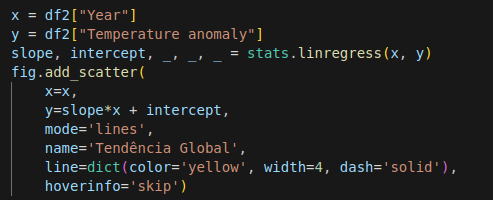 x = df2["Year"]
y = df2["Temperature anomaly"]
slope, intercept, _, _, _ = stats.linregress(x, y)
fig.add_scatter(
    x=x,
    y=slope*x + intercept,
    mode='lines',
    name='Tendência Global',
    line=dict(color='yellow', width=4, dash='solid'),
    hoverinfo='skip')